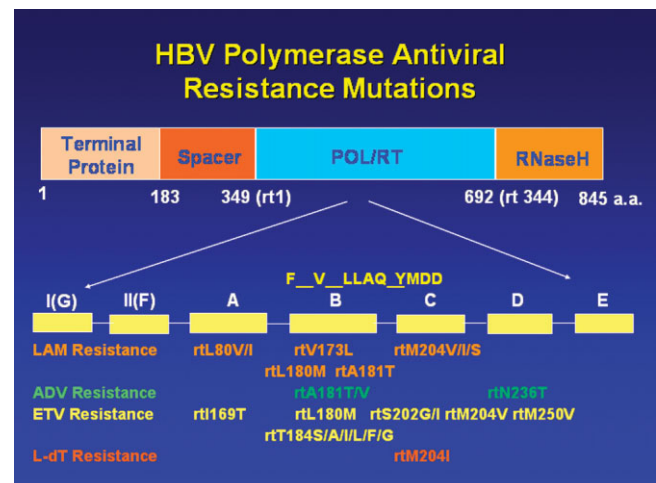 HBV Polymerase Antiviral
Resistance Mutations
Terminal
Protein
Spacer
POL/RT
RNaseH
1 183 349 (rt1) 692 (rt 344) 845 a.a.
F__V__LLAQ_YMDD
I(G) II(F) A B C D E
LAM Resistance rtL80V/I rtV173L rtM204V/I/S
rtL180M rtA181T
ADV Resistance rtA181T/V rtN236T
ETV Resistance rtI169T rtL180M rtS202G/I rtM204V rtM250V
rtT184S/A/I/L/F/G
L-dT Resistance rtM204I